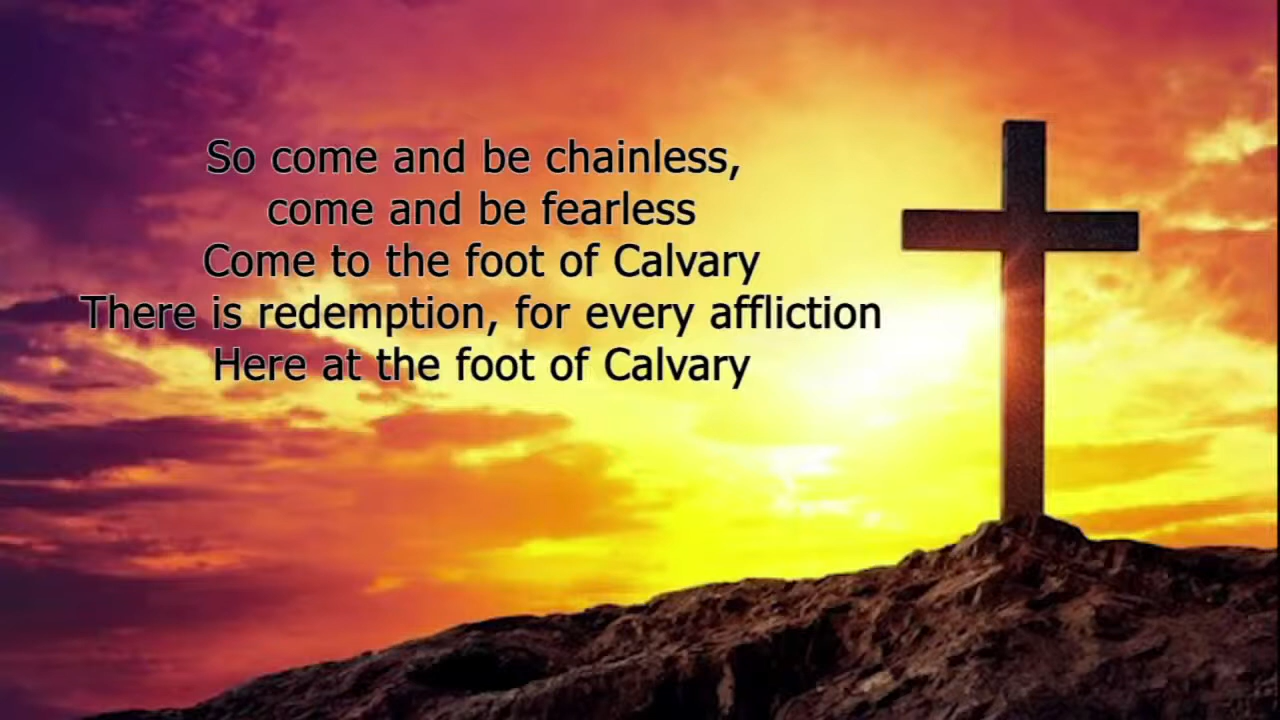 So come and be chainless,
come and be fearless
Come to the foot of Calvary
There is redemption, for every affliction
Here at the foot of Calvary